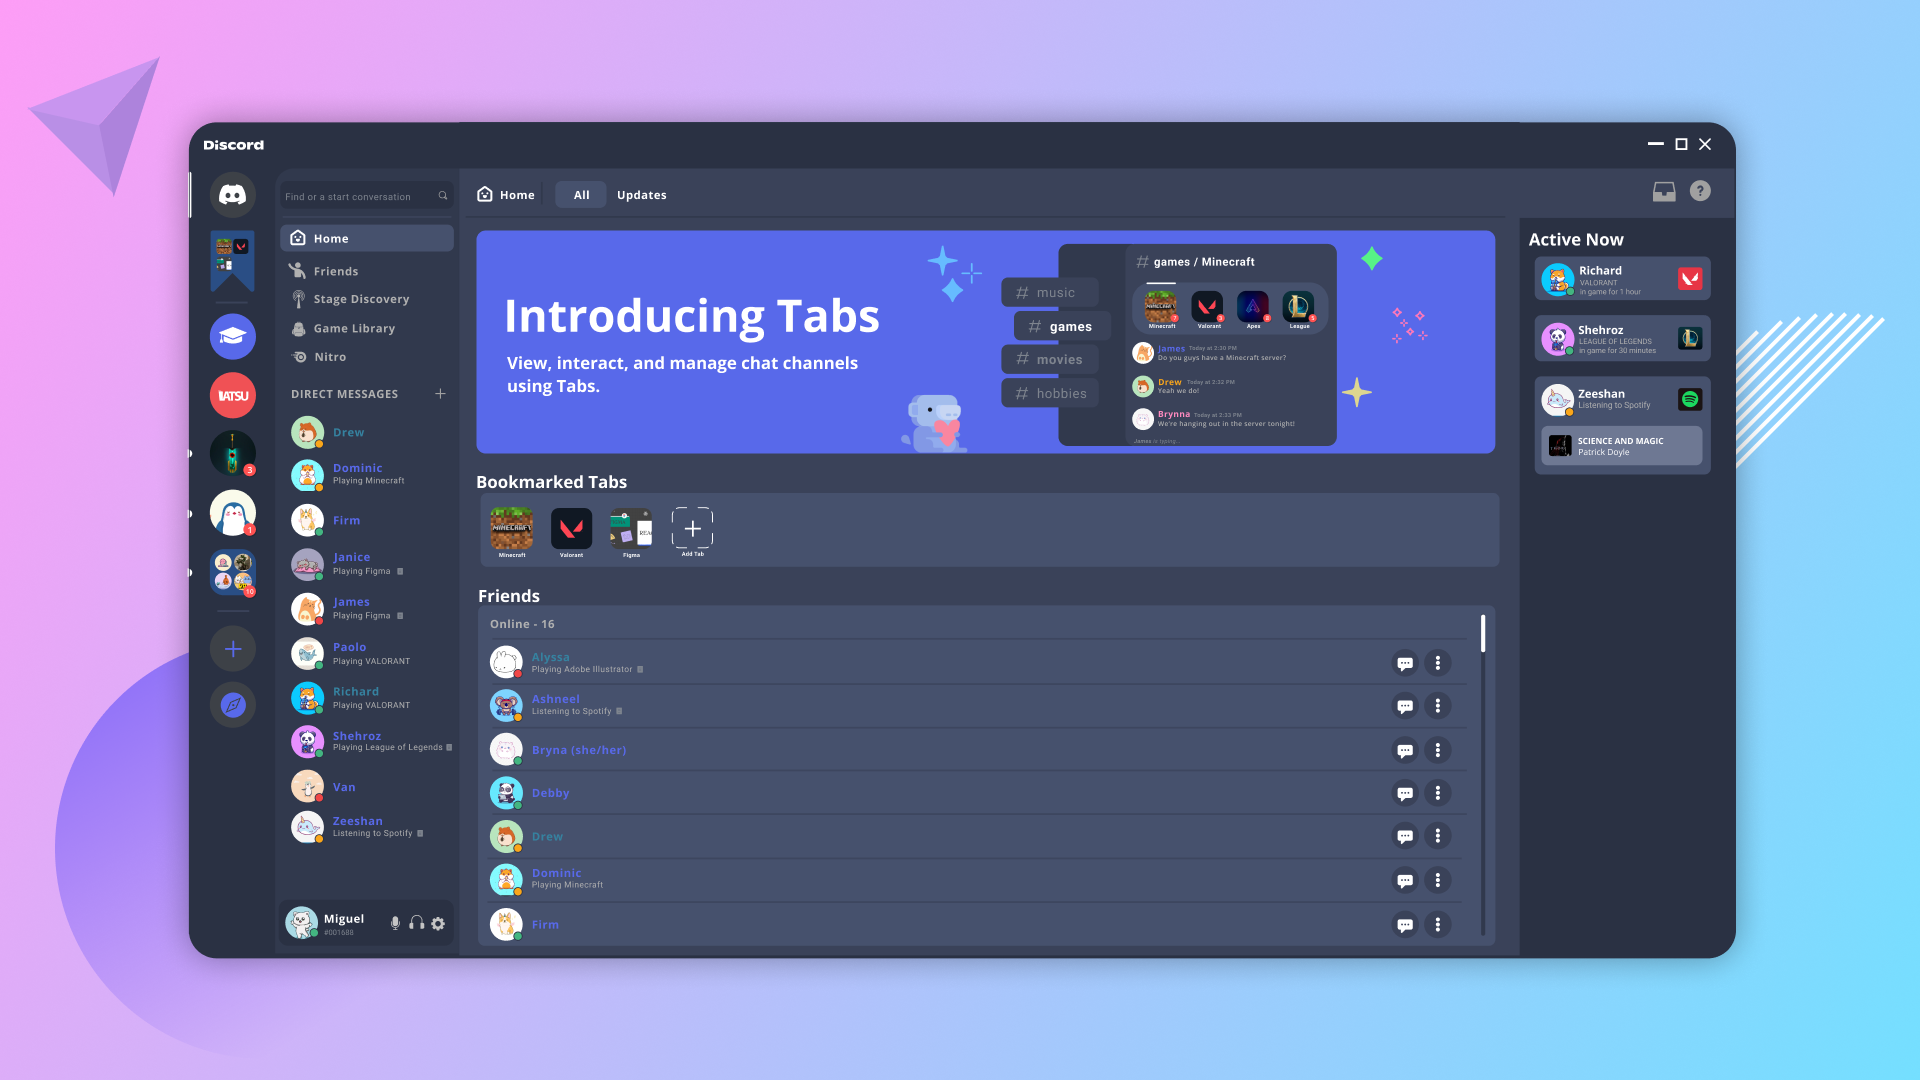 Discord
Find or a start conversation
Home
Friends
Stage Discovery
Game Library
Nitro
DIRECT MESSAGES
Drew
Dominic
Playing Minecraft
Firm
Janice
Playing Figma
James
Playing Figma
Paolo
Playing VALORANT
Richard
Playing VALORANT
Shehroz
Playing League of Legends
Van
Zeeshan
Listening to Spotify
Miguel
#001688
TATSU
3
1
10
Home
All
Updates
Introducing Tabs
View, interact, and manage chat channels
using Tabs.
# music
# games
# movies
# hobbies
# games / Minecraft
MINECRAFT
Minecraft
Valorant
Apex
League
James Today at 2:30 PM
Do you guys have a Minecraft server?
Drew Today at 2:32 PM
Yeah we do!
Brynna Today at 2:33 PM
We're hanging out in the server tonight!
James is typing...
Bookmarked Tabs
MINECRAFT
Minecraft
Valorant
Figma
Add Tab
Friends
Online - 16
Alyssa
Playing Adobe Illustrator
Ashneel
Listening to Spotify
Bryna (she/her)
Debby
Drew
Dominic
Playing Minecraft
Firm
?
Active Now
Richard
VALORANT
in game for 1 hour
Shehroz
LEAGUE OF LEGENDS
in game for 30 minutes
Zeeshan
Listening to Spotify
SCIENCE AND MAGIC
Patrick Doyle